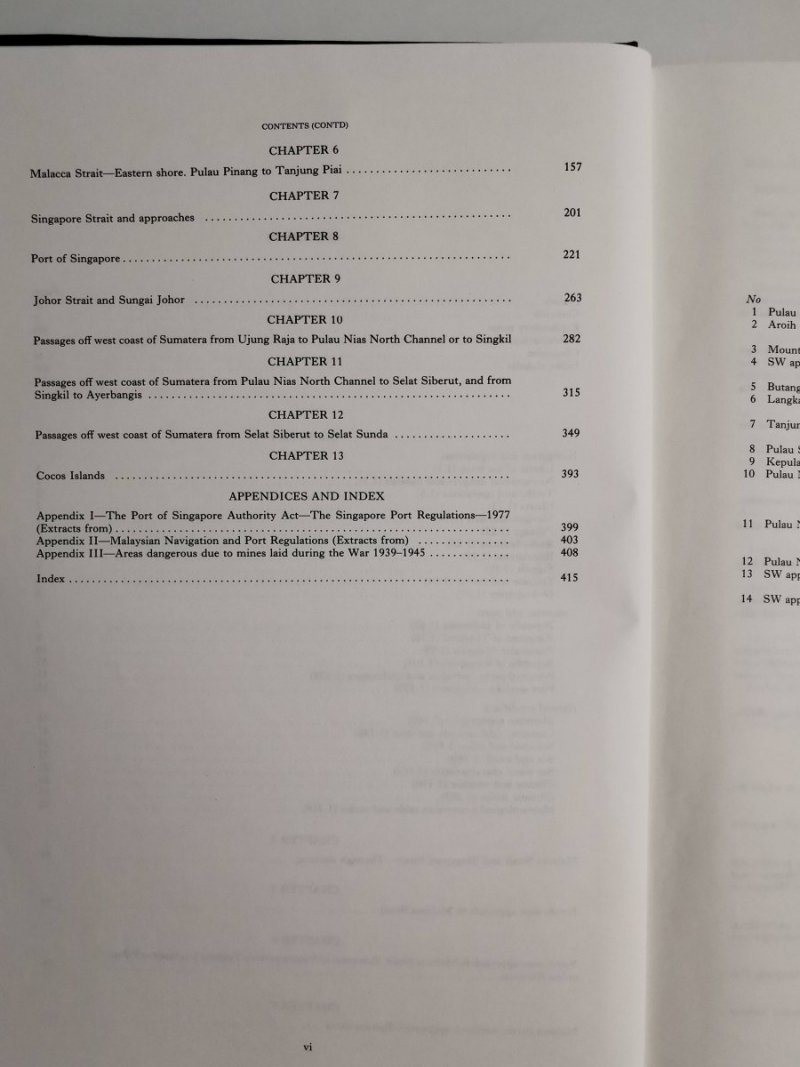 CONTENTS (CONTD)
CHAPTER 6
Malacca Strait—Eastern shore. Pulau Pinang to Tanjung Piai ............................ 157
CHAPTER 7
Singapore Strait and approaches .................................................... 201
CHAPTER 8
Port of Singapore.................................................................. 221
CHAPTER 9
Johor Strait and Sungai Johor ...................................................... 263
CHAPTER 10
Passages off west coast of Sumatera from Ujung Raja to Pulau Nias North Channel or to Singkil 282
CHAPTER 11
Passages off west coast of Sumatera from Pulau Nias North Channel to Selat Siberut, and from
Singkil to Ayerbangis .............................................................. 315
CHAPTER 12
Passages off west coast of Sumatera from Selat Siberut to Selat Sunda .................... 349
CHAPTER 13
Cocos Islands .................................................................... 393
APPENDICES AND INDEX
Appendix I—The Port of Singapore Authority Act—The Singapore Port Regulations—1977
(Extracts from).................................................................... 399
Appendix II—Malaysian Navigation and Port Regulations (Extracts from) ................ 403
Appendix III—Areas dangerous due to mines laid during the War 1939–1945 .............. 408
Index............................................................................ 415
vi
No
1 Pulau
2 Aroih
3 Mount
4 SW
5
6
7
8 Pulau
9
10 Pulau
11 Pulau
12 Pulau
13 SW
14 SW